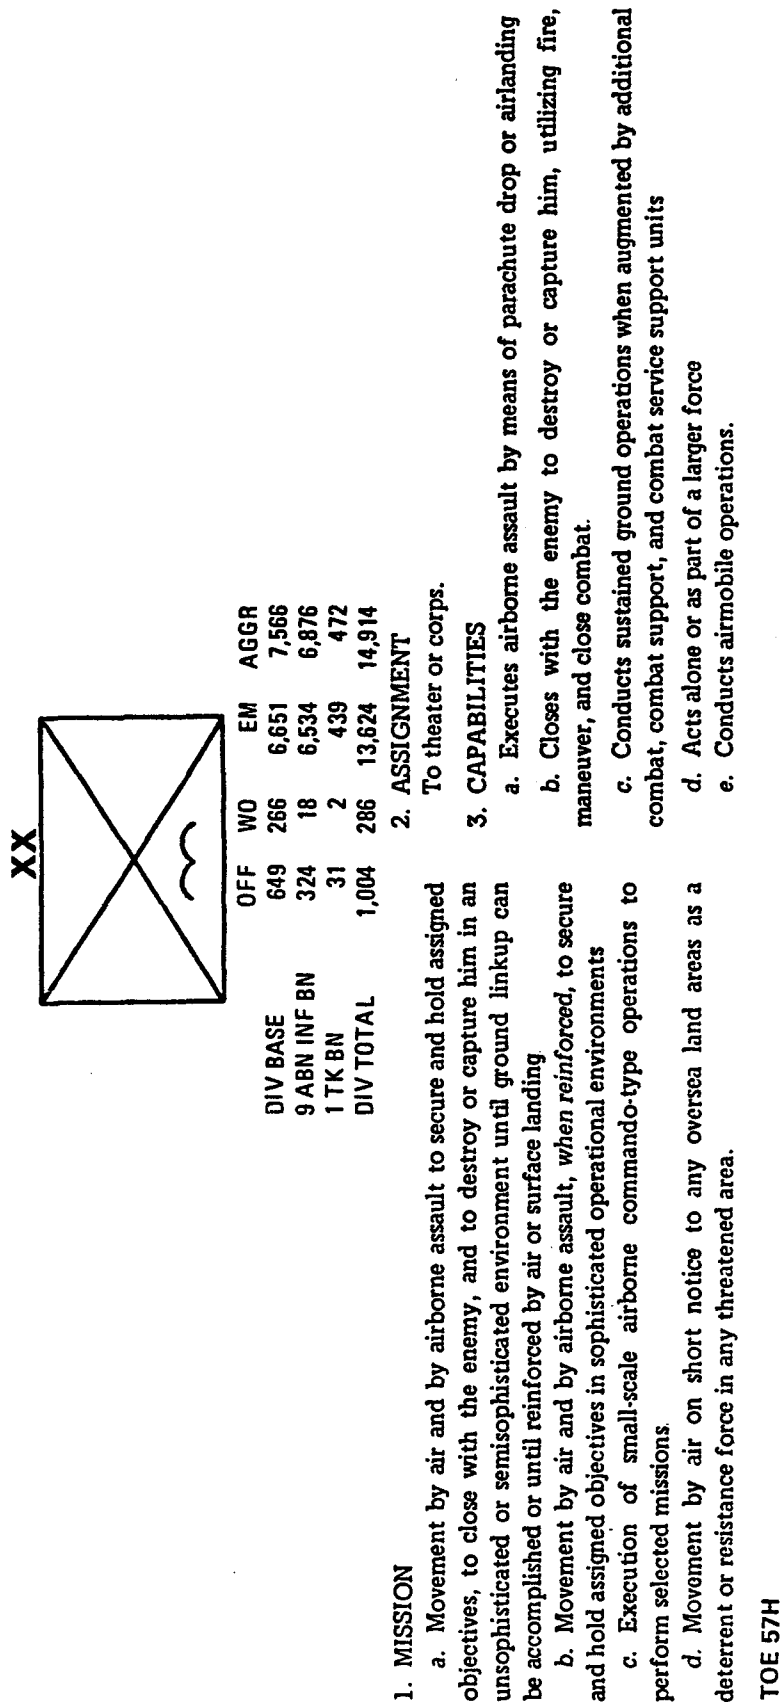 XX
OFF WO EM AGGR
DIV BASE 649 266 6,651 7,566
9 ABN INF BN 324 18 6,534 6,876
1 TK BN 31 2 439 472
DIV TOTAL 1,004 286 13,624 14,914
1. MISSION
a. Movement by air and by airborne assault to secure and hold assigned
objectives, to close with the enemy, and to destroy or capture him in an
unsophisticated or semisophisticated environment until ground linkup can
be accomplished or until reinforced by air or surface landing.
b. Movement by air and by airborne assault, when reinforced, to secure
and hold assigned objectives in sophisticated operational environments
c. Execution of small-scale airborne commando-type operations to
perform selected missions.
d. Movement by air on short notice to any oversea land areas as a
deterrent or resistance force in any threatened area.
2. ASSIGNMENT
To theater or corps.
3. CAPABILITIES
a. Executes airborne assault by means of parachute drop or airlanding
b. Closes with the enemy to destroy or capture him, utilizing fire,
maneuver, and close combat.
c. Conducts sustained ground operations when augmented by additional
combat, combat support, and combat service support units
d. Acts alone or as part of a larger force
e. Conducts airmobile operations.
TOE 57H